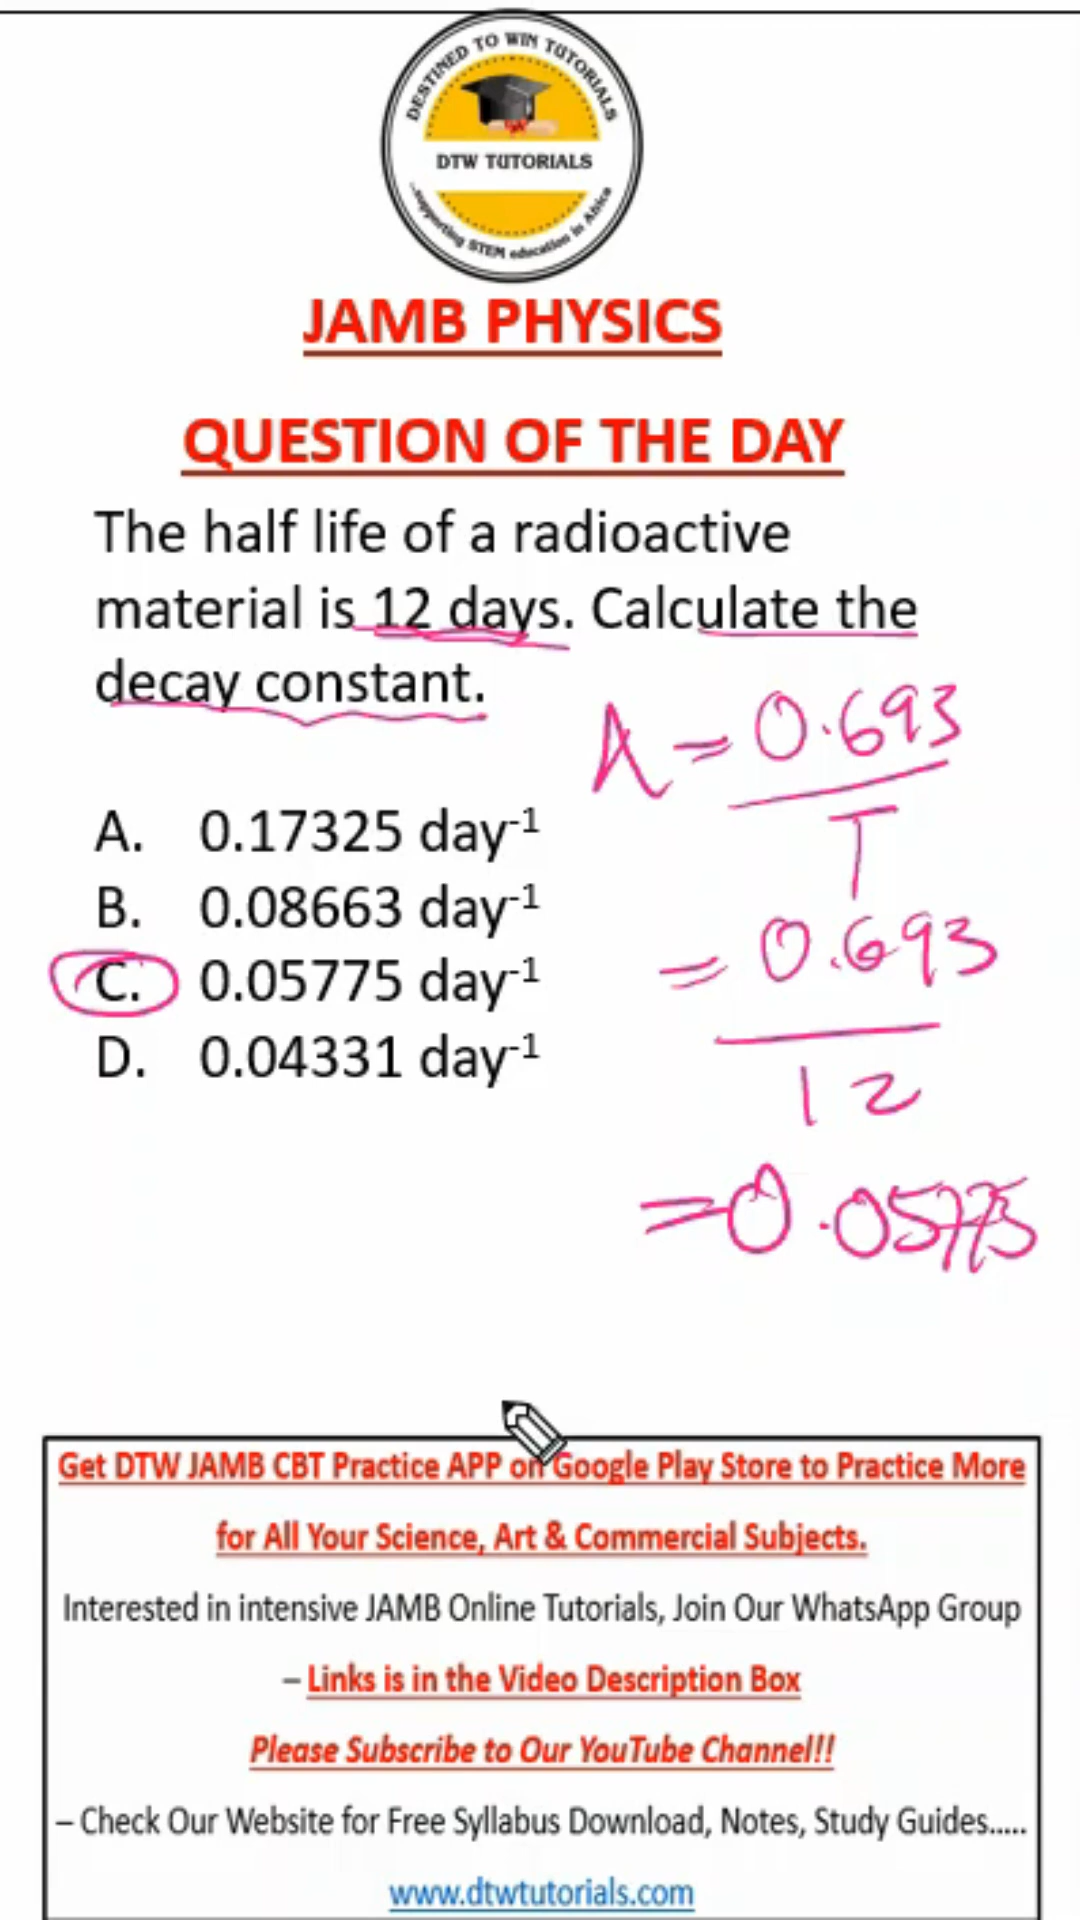 DESTINED TO WIN TUTORIALS
DTW TUTORIALS
...supporting STEM education in Africa
JAMB PHYSICS
QUESTION OF THE DAY
The half life of a radioactive
material is 12 days. Calculate the
decay constant.
λ = 0.693
T
A. 0.17325 day⁻¹
B. 0.08663 day⁻¹
= 0.693
12
C. 0.05775 day⁻¹
D. 0.04331 day⁻¹
= 0.05775
Get DTW JAMB CBT Practice APP on Google Play Store to Practice More
for All Your Science, Art & Commercial Subjects.
Interested in intensive JAMB Online Tutorials, Join Our WhatsApp Group
– Links is in the Video Description Box
Please Subscribe to Our YouTube Channel!!
– Check Our Website for Free Syllabus Download, Notes, Study Guides.....
www.dtwtutorials.com